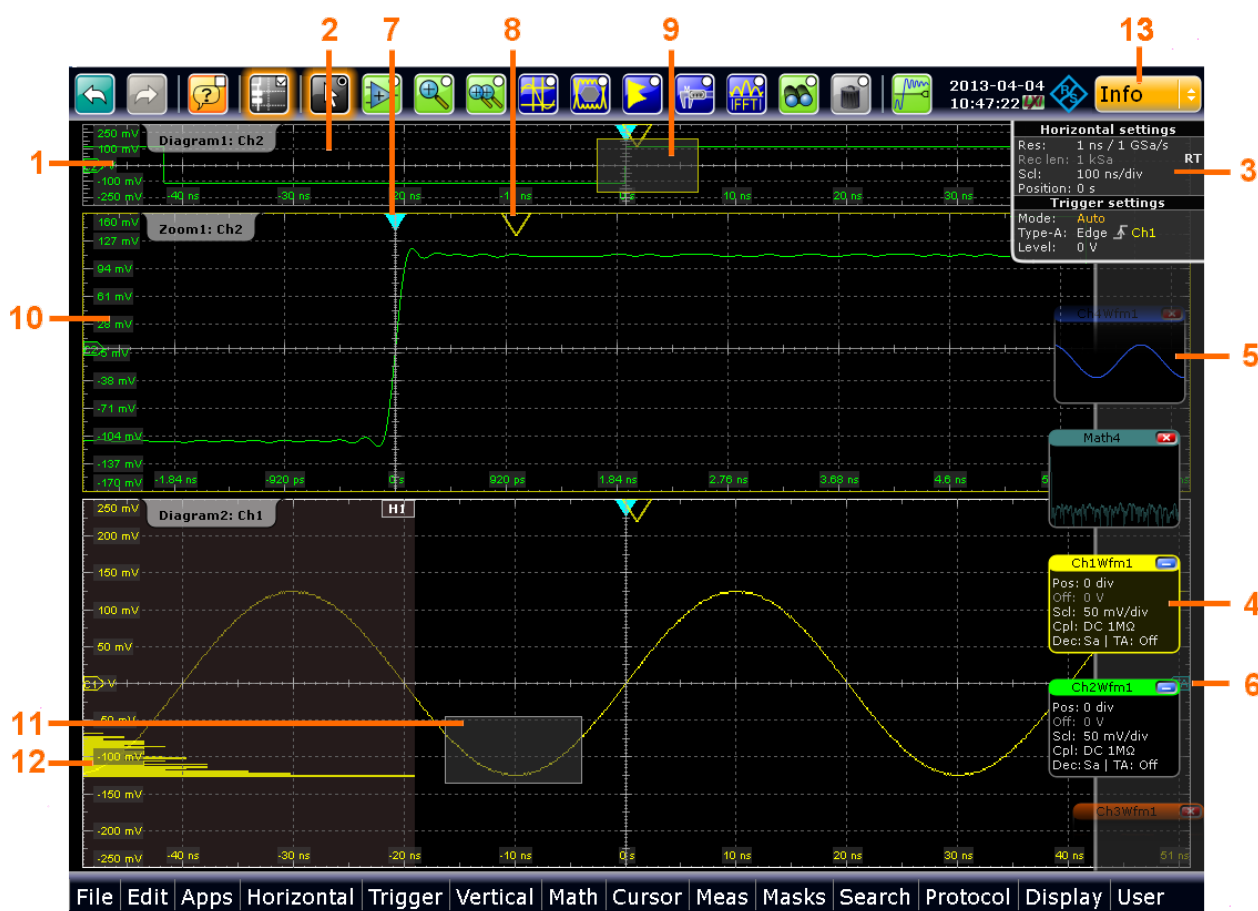 2 7 8 9 13
2013-04-04
10:47:22
Info
FFT
R&S
1
250 mV
100 mV
-100 mV
-250 mV
Diagram1: Ch2
-40 ns -30 ns -20 ns -10 ns 0 s 10 ns 20 ns 30 ns
Horizontal settings
Res: 1 ns / 1 GSa/s
Rec len: 1 kSa
RT
Scl: 100 ns/div
Position: 0 s
Trigger settings
Mode: Auto
Type-A: Edge Ch1
Level: 0 V
3
160 mV
Zoom1: Ch2
127 mV
94 mV
61 mV
10
28 mV
C2
-5 mV
-38 mV
-71 mV
-104 mV
-137 mV
-170 mV
-1.84 ns -920 ps 0 s 920 ps 1.84 ns 2.76 ns 3.68 ns 4.6 ns
Ch4Wfm1
5
Math4
250 mV
Diagram2: Ch1
H1
200 mV
150 mV
100 mV
50 mV
C1
0 V
-50 mV
-100 mV
-150 mV
-200 mV
-250 mV
11
12
-40 ns -30 ns -20 ns -10 ns 0 s 10 ns 20 ns 30 ns 40 ns 51 ns
Ch1Wfm1
Pos: 0 div
Off: 0 V
Scl: 50 mV/div
Cpl: DC 1MΩ
Dec: Sa | TA: Off
4
Ch2Wfm1
TA
6
Pos: 0 div
Off: 0 V
Scl: 50 mV/div
Cpl: DC 1MΩ
Dec: Sa | TA: Off
Ch3Wfm1
File Edit Apps Horizontal Trigger Vertical Math Cursor Meas Masks Search Protocol Display User